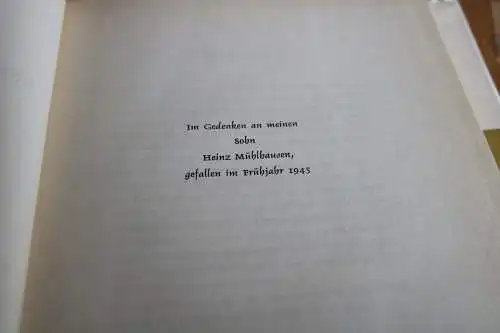 Im Gedenken an meinen
Sohn
Heinz Mühlhausen,
gefallen im Frühjahr 1945